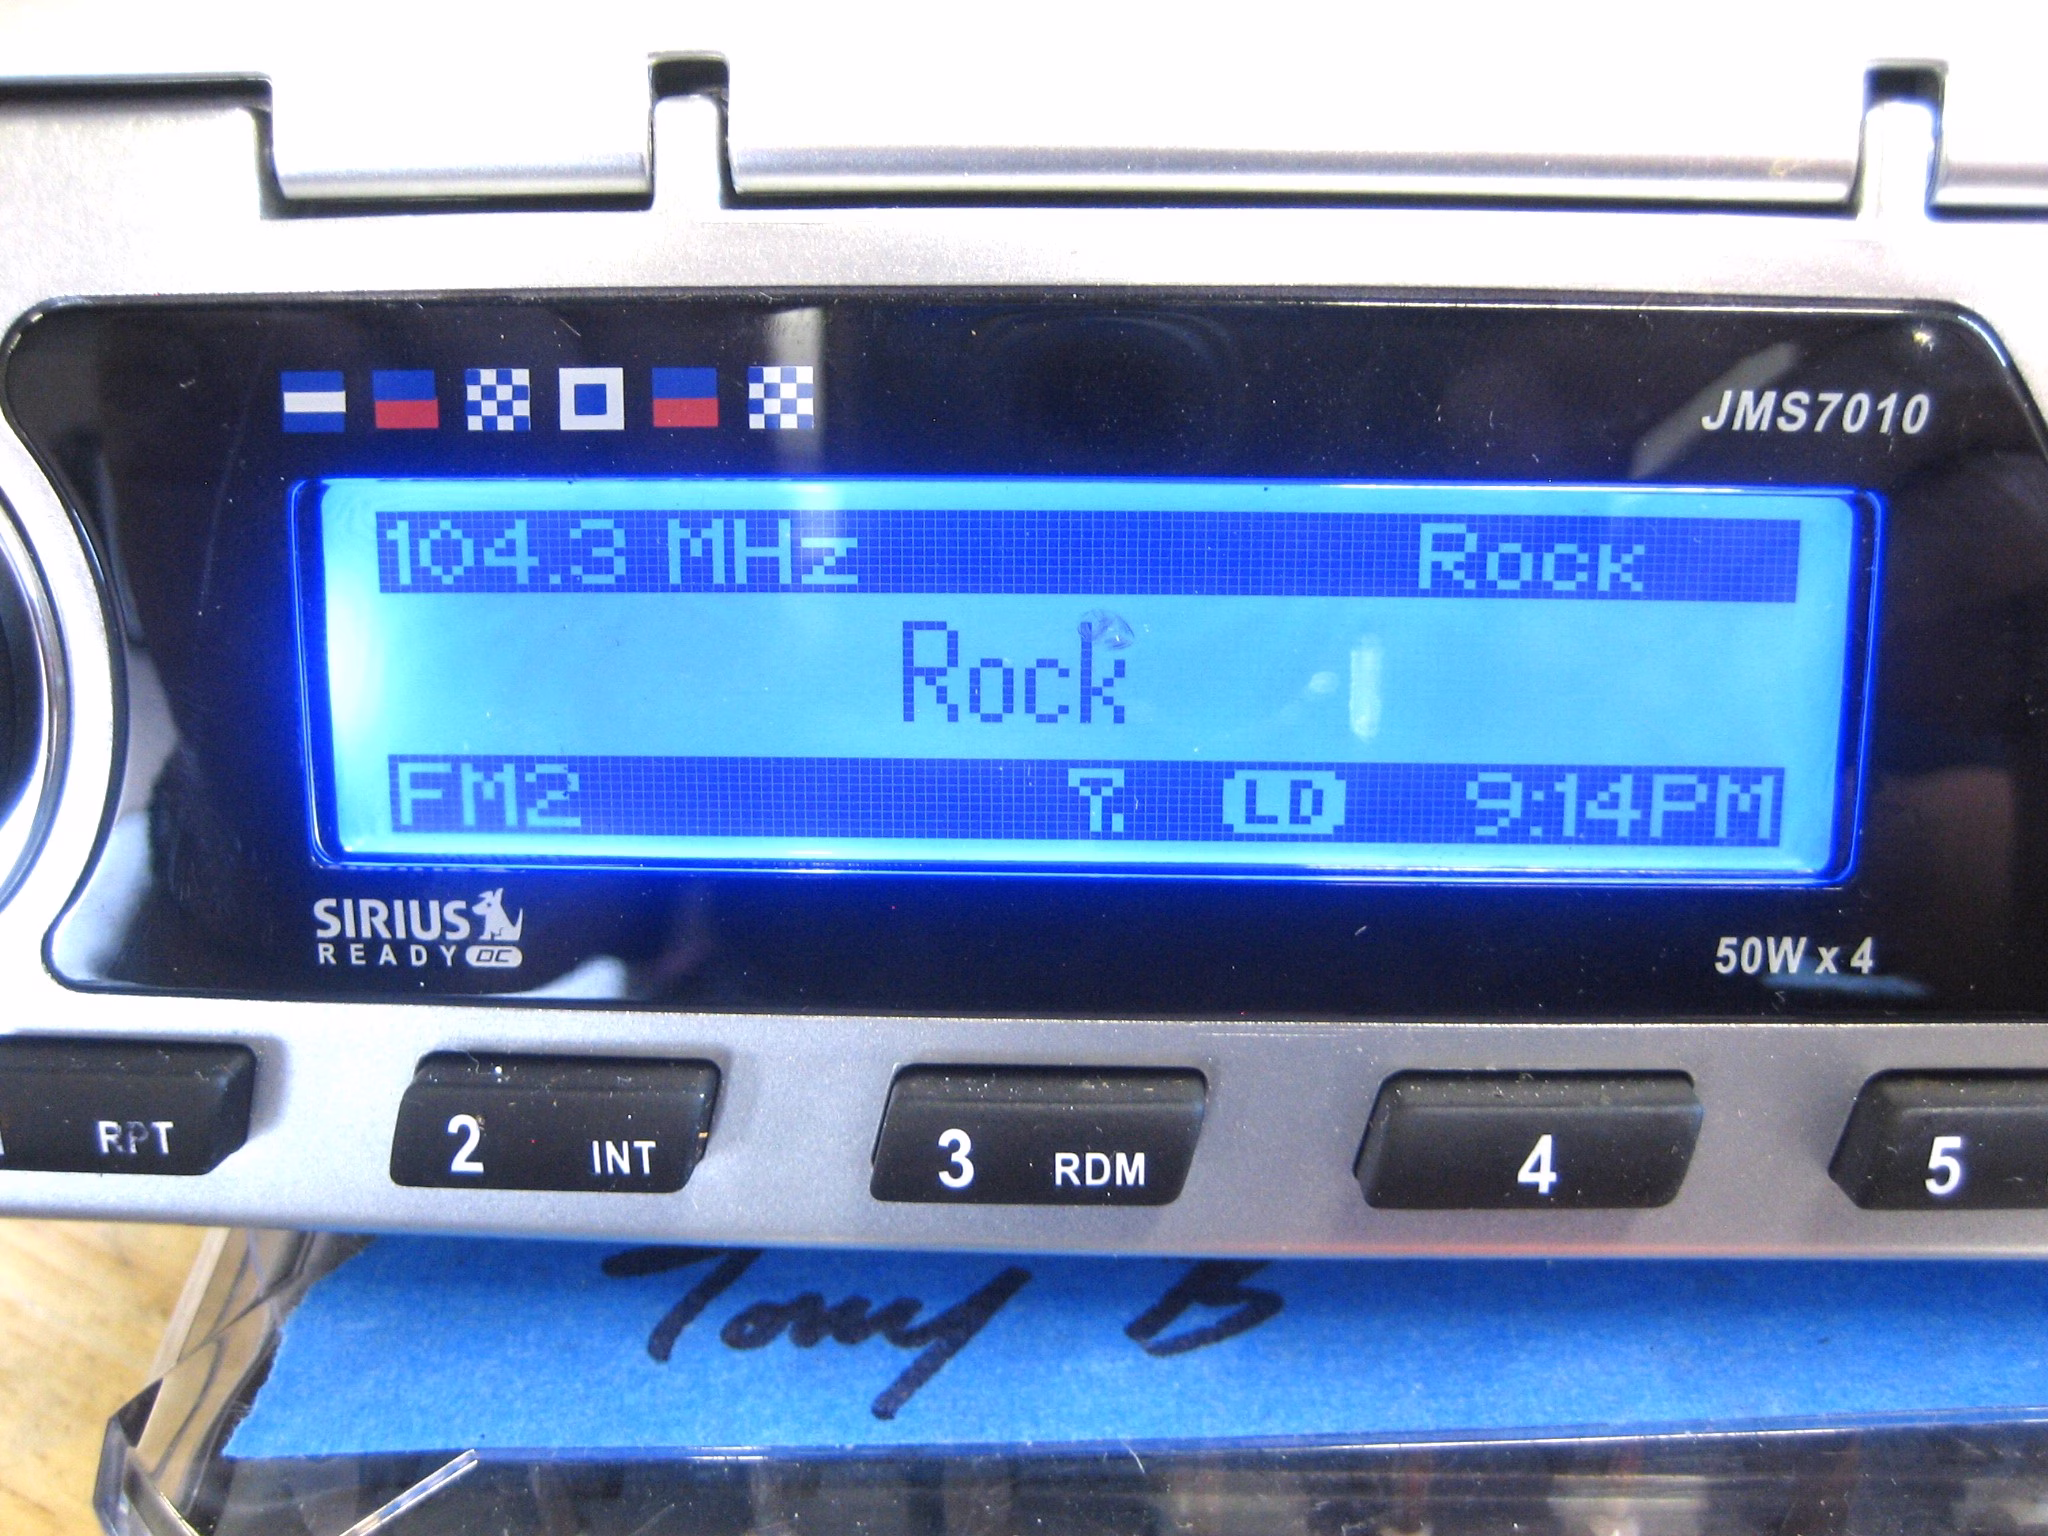 JMS7010
104.3 MHz Rock
Rock
FM2 LD 9:14PM
SIRIUS
READY DC
50W x 4
RPT 2 INT 3 RDM 4 5
Tony B